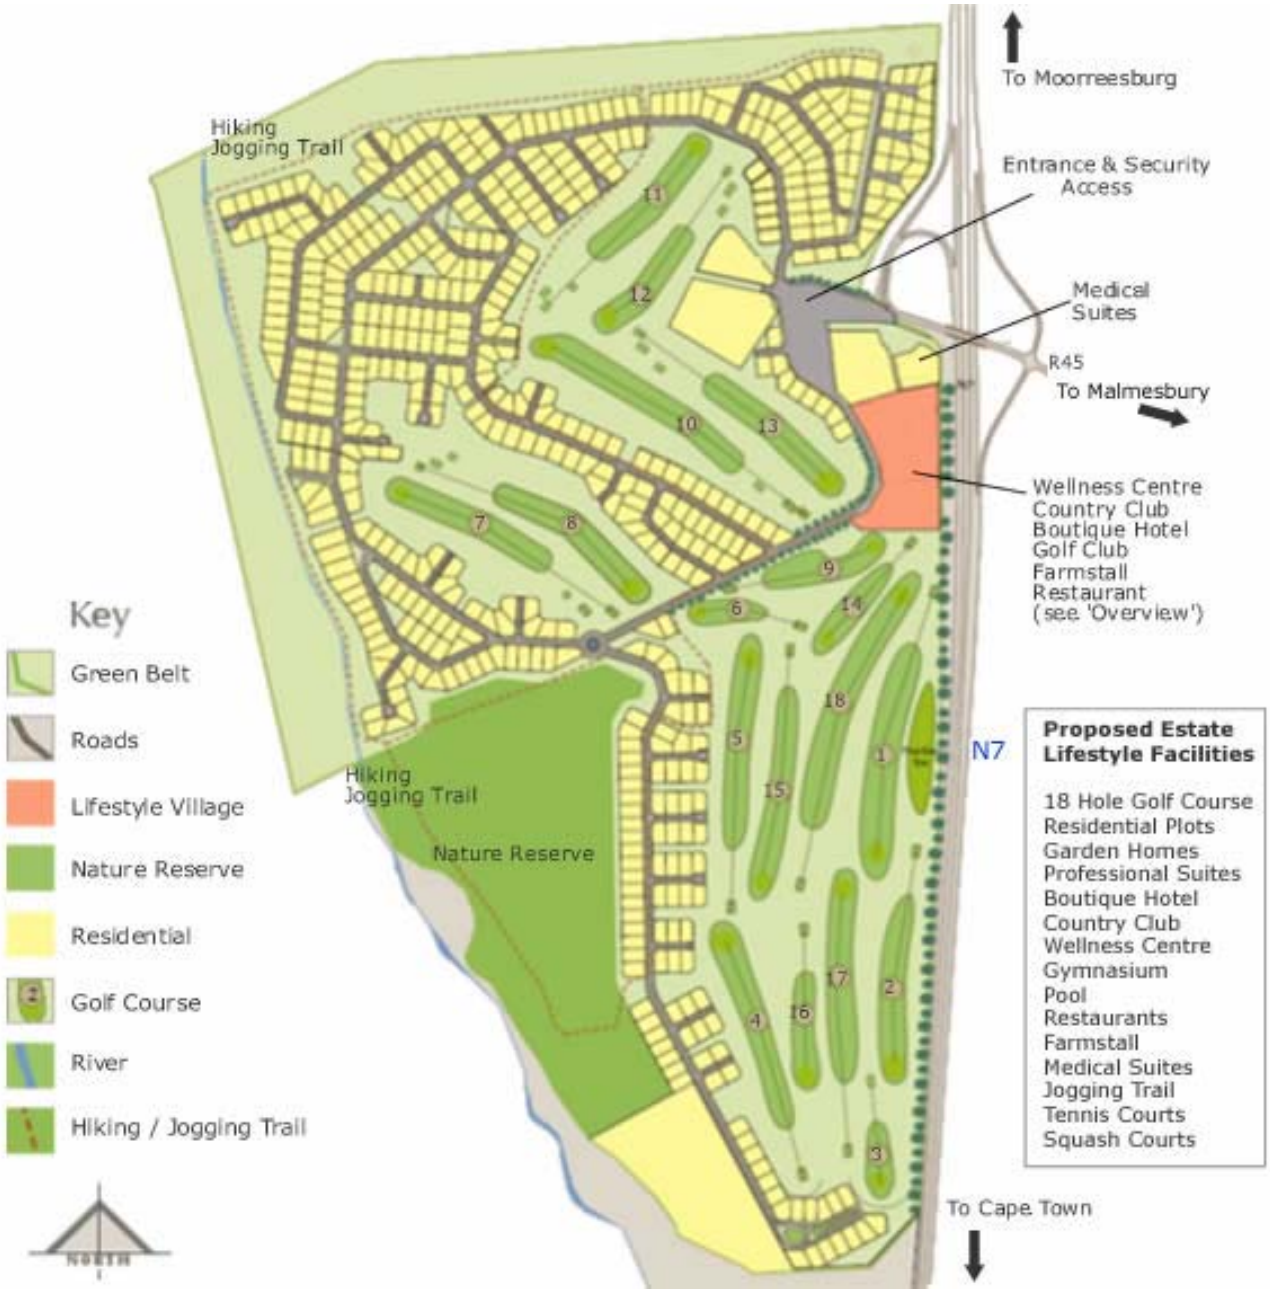 To Moorreesburg
Hiking
Jogging Trail
Entrance & Security
Access
11
12
Medical
Suites
R45
To Malmesbury
10
13
Wellness Centre
Country Club
Boutique Hotel
Golf Club
Farmstall
Restaurant
(see 'Overview')
7
8
9
6
14
Key
Green Belt
Roads
Lifestyle Village
Nature Reserve
Residential
2
Golf Course
River
Hiking / Jogging Trail
NORTH
18
5
1
15
N7
Hiking
Jogging Trail
Nature Reserve
17
2
16
4
3
Proposed Estate
Lifestyle Facilities
18 Hole Golf Course
Residential Plots
Garden Homes
Professional Suites
Boutique Hotel
Country Club
Wellness Centre
Gymnasium
Pool
Restaurants
Farmstall
Medical Suites
Jogging Trail
Tennis Courts
Squash Courts
To Cape Town